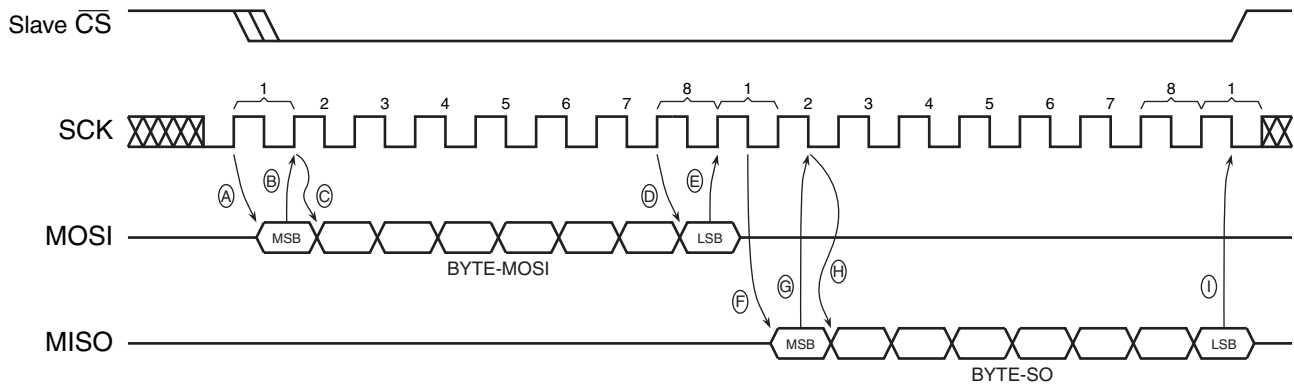 Slave C̅S̅
1 2 3 4 5 6 7 8 1 2 3 4 5 6 7 8 1
SCK
A B C D E
MOSI MSB LSB
BYTE-MOSI
F G H I
MISO MSB LSB
BYTE-SO